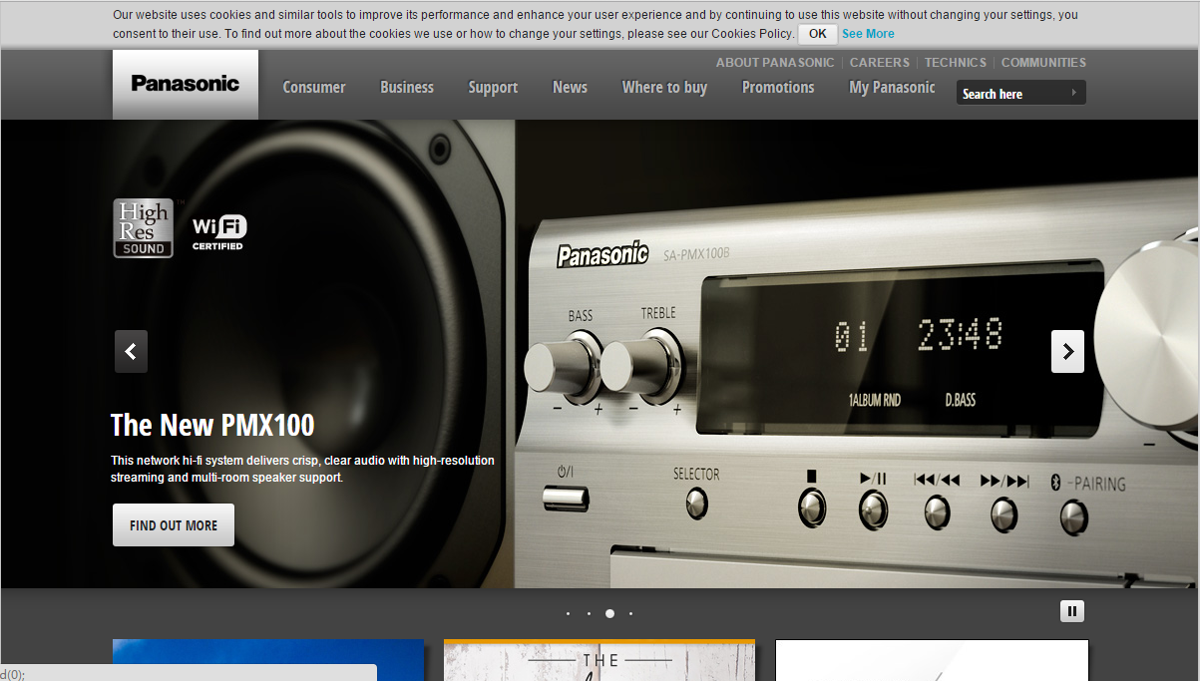 Our website uses cookies and similar tools to improve its performance and enhance your user experience and by continuing to use this website without changing your settings, you
consent to their use. To find out more about the cookies we use or how to change your settings, please see our Cookies Policy. OK See More
ABOUT PANASONIC CAREERS TECHNICS COMMUNITIES
Panasonic Consumer Business Support News Where to buy Promotions My Panasonic Search here
High
Res
SOUND
WiFi
CERTIFIED
Panasonic SA-PMX100B
BASS TREBLE
01 23:48
1ALBUM RND D.BASS
- + - +
The New PMX100
This network hi-fi system delivers crisp, clear audio with high-resolution
streaming and multi-room speaker support.
FIND OUT MORE
SELECTOR
-PAIRING
THE
d(0);